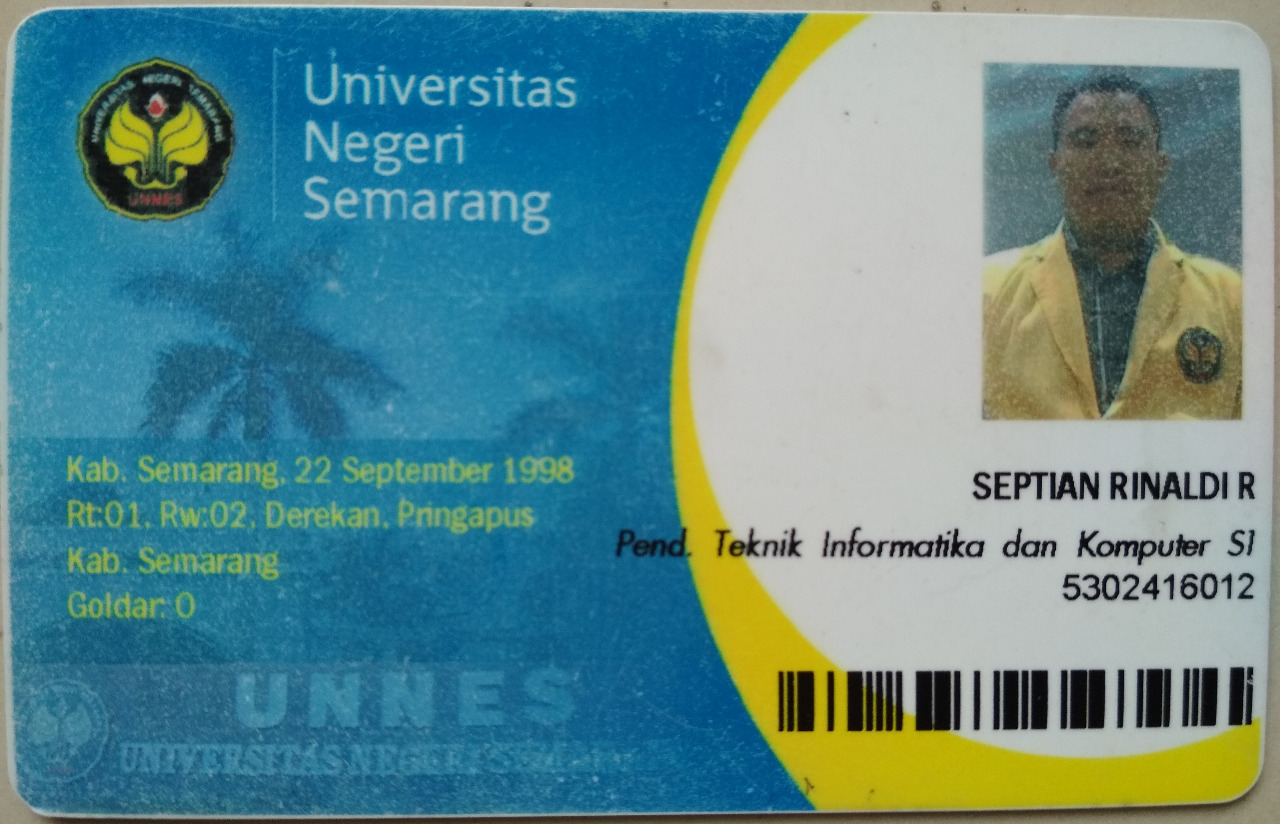 UNIVERSITAS NEGERI SEMARANG
UNNES
Universitas
Negeri
Semarang
Kab. Semarang, 22 September 1998
Rt:01, Rw:02, Derekan, Pringapus
Kab. Semarang
Goldar: O
SEPTIAN RINALDI R
Pend. Teknik Informatika dan Komputer S1
5302416012
UNNES
UNIVERSITAS NEGERI SEMARANG